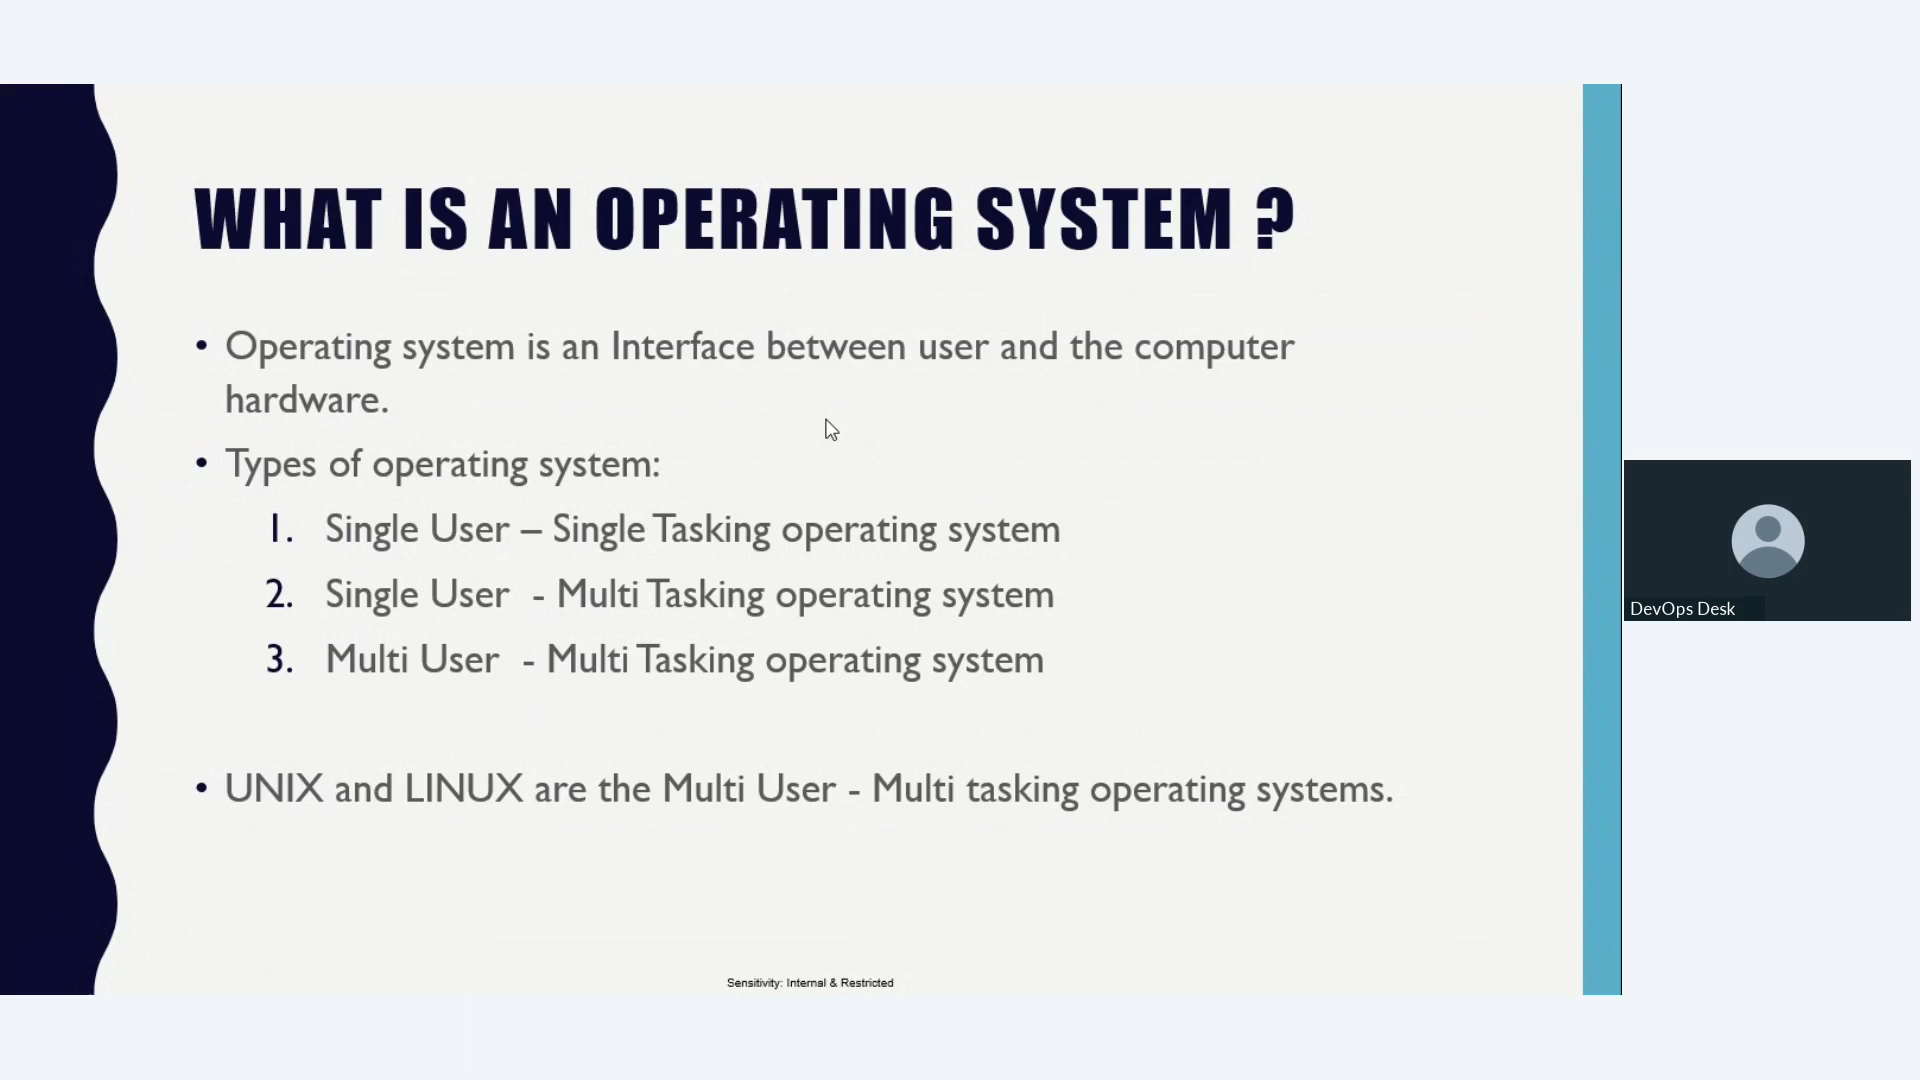 WHAT IS AN OPERATING SYSTEM ?
• Operating system is an Interface between user and the computer
hardware.
• Types of operating system:
1. Single User – Single Tasking operating system
2. Single User - Multi Tasking operating system
3. Multi User - Multi Tasking operating system
• UNIX and LINUX are the Multi User - Multi tasking operating systems.
Sensitivity: Internal & Restricted
DevOps Desk